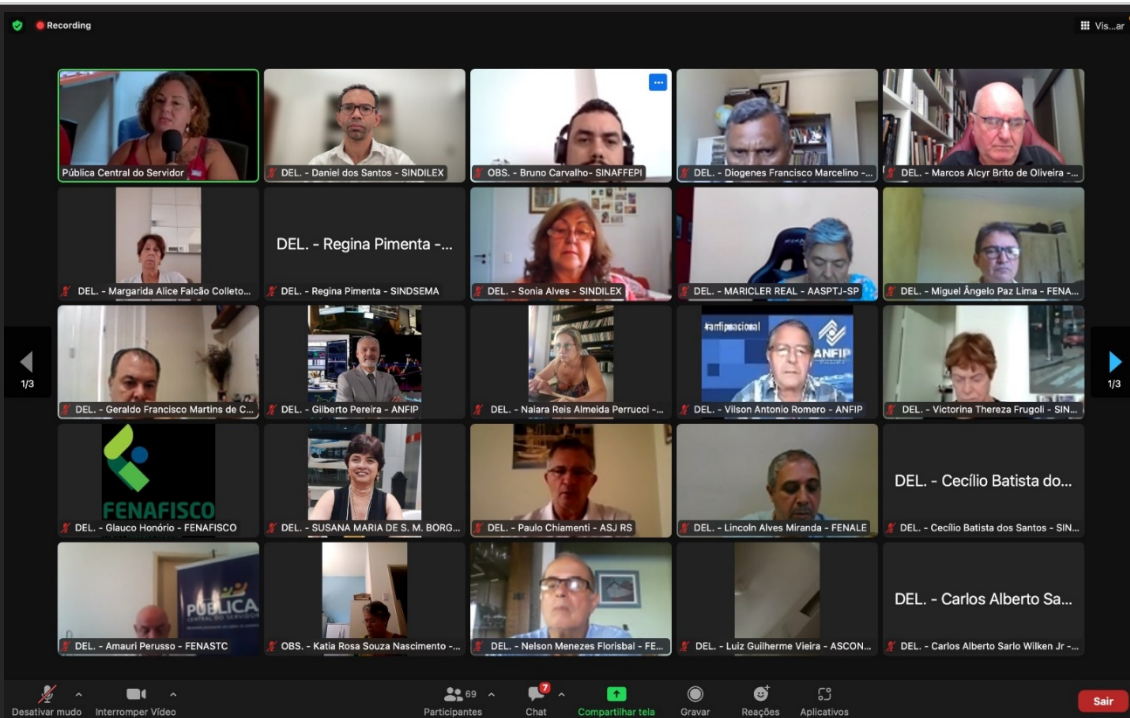 Recording
Vis...ar
Pública Central do Servidor
DEL. - Daniel dos Santos - SINDILEX
OBS. - Bruno Carvalho- SINAFFEPI
DEL. - Diogenes Francisco Marcelino -...
DEL. - Marcos Alcyr Brito de Oliveira -...
DEL. - Margarida Alice Falcão Colleto...
DEL. - Regina Pimenta -...
DEL. - Regina Pimenta - SINDSEMA
DEL. - Sonia Alves - SINDILEX
DEL. - MARICLER REAL - AASPTJ-SP
DEL. - Miguel Ângelo Paz Lima - FENA...
1/3
DEL. - Geraldo Francisco Martins de C...
DEL. - Gilberto Pereira - ANFIP
DEL. - Naiara Reis Almeida Perrucci -...
#anfipnacional
ANFIP
DEL. - Vilson Antonio Romero - ANFIP
DEL. - Victorina Thereza Frugoli - SIN...
1/3
FENAFISCO
DEL. - Glauco Honório - FENAFISCO
DEL. - SUSANA MARIA DE S. M. BORG...
DEL. - Paulo Chiamenti - ASJ RS
DEL. - Lincoln Alves Miranda - FENALE
DEL. - Cecílio Batista do...
DEL. - Cecílio Batista dos Santos - SIN...
PÚBLICA
CENTRAL DO SERVIDOR
DEL. - Amauri Perusso - FENASTC
OBS. - Katia Rosa Souza Nascimento -...
DEL. - Nelson Menezes Florisbal - FE...
DEL. - Luiz Guilherme Vieira - ASCON...
DEL. - Carlos Alberto Sa...
DEL. - Carlos Alberto Sarlo Wilken Jr -...
Desativar mudo
Interromper Vídeo
69
Participantes
7
Chat
Compartilhar tela
Gravar
Reações
Aplicativos
Sair